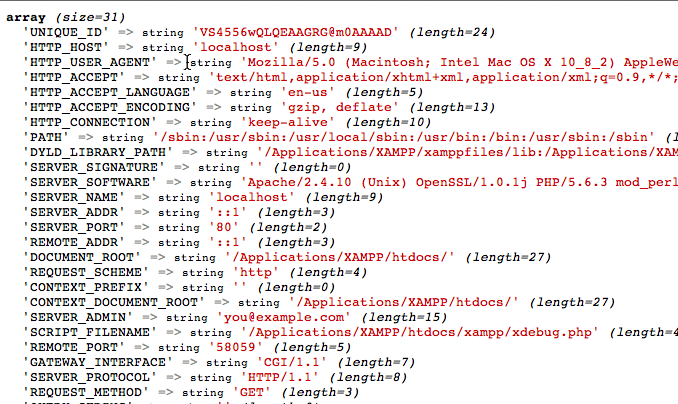 array (size=31)
'UNIQUE_ID' => string 'VS4556wQLQEAAGRG@m0AAAAD' (length=24)
'HTTP_HOST' => string 'localhost' (length=9)
'HTTP_USER_AGENT' => string 'Mozilla/5.0 (Macintosh; Intel Mac OS X 10_8_2) AppleWe
'HTTP_ACCEPT' => string 'text/html,application/xhtml+xml,application/xml;q=0.9,*/*;
'HTTP_ACCEPT_LANGUAGE' => string 'en-us' (length=5)
'HTTP_ACCEPT_ENCODING' => string 'gzip, deflate' (length=13)
'HTTP_CONNECTION' => string 'keep-alive' (length=10)
'PATH' => string '/sbin:/usr/sbin:/usr/local/sbin:/usr/bin:/bin:/usr/sbin:/sbin' (l
'DYLD_LIBRARY_PATH' => string '/Applications/XAMPP/xamppfiles/lib:/Applications/XAM
'SERVER_SIGNATURE' => string '' (length=0)
'SERVER_SOFTWARE' => string 'Apache/2.4.10 (Unix) OpenSSL/1.0.1j PHP/5.6.3 mod_perl
'SERVER_NAME' => string 'localhost' (length=9)
'SERVER_ADDR' => string '::1' (length=3)
'SERVER_PORT' => string '80' (length=2)
'REMOTE_ADDR' => string '::1' (length=3)
'DOCUMENT_ROOT' => string '/Applications/XAMPP/htdocs/' (length=27)
'REQUEST_SCHEME' => string 'http' (length=4)
'CONTEXT_PREFIX' => string '' (length=0)
'CONTEXT_DOCUMENT_ROOT' => string '/Applications/XAMPP/htdocs/' (length=27)
'SERVER_ADMIN' => string 'you@example.com' (length=15)
'SCRIPT_FILENAME' => string '/Applications/XAMPP/htdocs/xampp/xdebug.php' (length=4
'REMOTE_PORT' => string '58059' (length=5)
'GATEWAY_INTERFACE' => string 'CGI/1.1' (length=7)
'SERVER_PROTOCOL' => string 'HTTP/1.1' (length=8)
'REQUEST_METHOD' => string 'GET' (length=3)